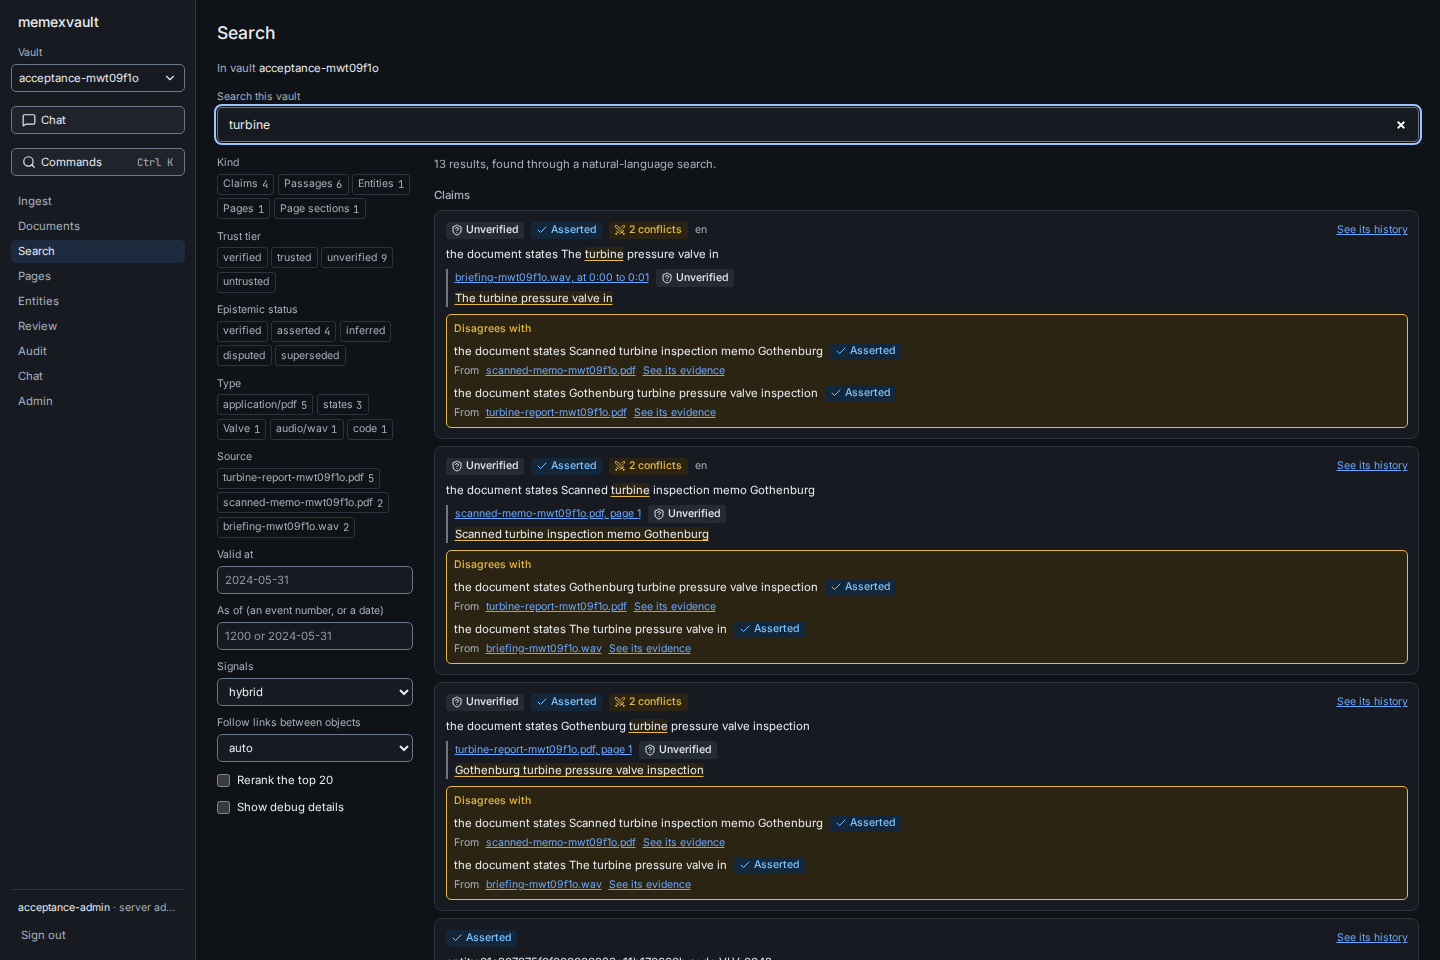 memexvault
Vault
acceptance-mwt09f1o
Chat
Commands Ctrl K
Ingest
Documents
Search
Pages
Entities
Review
Audit
Chat
Admin
acceptance-admin · server ad...
Sign out
Search
In vault acceptance-mwt09f1o
Search this vault
turbine
Kind
Claims 4 Passages 6 Entities 1
Pages 1 Page sections 1
Trust tier
verified trusted unverified 9
untrusted
Epistemic status
verified asserted 4 inferred
disputed superseded
Type
application/pdf 5 states 3
Valve 1 audio/wav 1 code 1
Source
turbine-report-mwt09f1o.pdf 5
scanned-memo-mwt09f1o.pdf 2
briefing-mwt09f1o.wav 2
Valid at
2024-05-31
As of (an event number, or a date)
1200 or 2024-05-31
Signals
hybrid
Follow links between objects
auto
Rerank the top 20
Show debug details
13 results, found through a natural-language search.
Claims
Unverified Asserted 2 conflicts en See its history
the document states The turbine pressure valve in
briefing-mwt09f1o.wav, at 0:00 to 0:01 Unverified
The turbine pressure valve in
Disagrees with
the document states Scanned turbine inspection memo Gothenburg Asserted
From scanned-memo-mwt09f1o.pdf See its evidence
the document states Gothenburg turbine pressure valve inspection Asserted
From turbine-report-mwt09f1o.pdf See its evidence
Unverified Asserted 2 conflicts en See its history
the document states Scanned turbine inspection memo Gothenburg
scanned-memo-mwt09f1o.pdf, page 1 Unverified
Scanned turbine inspection memo Gothenburg
Disagrees with
the document states Gothenburg turbine pressure valve inspection Asserted
From turbine-report-mwt09f1o.pdf See its evidence
the document states The turbine pressure valve in Asserted
From briefing-mwt09f1o.wav See its evidence
Unverified Asserted 2 conflicts See its history
the document states Gothenburg turbine pressure valve inspection
turbine-report-mwt09f1o.pdf, page 1 Unverified
Gothenburg turbine pressure valve inspection
Disagrees with
the document states Scanned turbine inspection memo Gothenburg Asserted
From scanned-memo-mwt09f1o.pdf See its evidence
the document states The turbine pressure valve in Asserted
From briefing-mwt09f1o.wav See its evidence
Asserted See its history